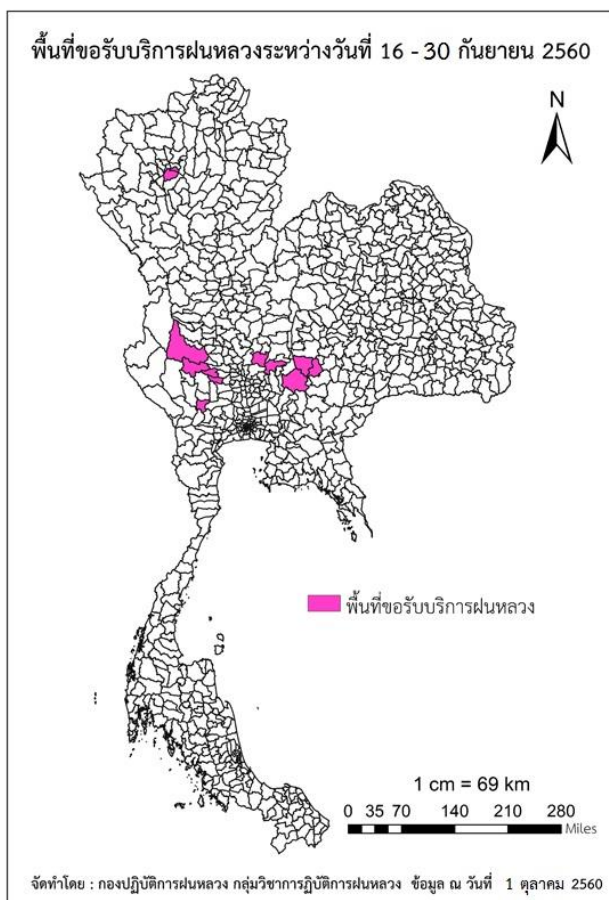 พื้นที่ขอรับบริการฝนหลวงระหว่างวันที่ 16 - 30 กันยายน 2560
N
พื้นที่ขอรับบริการฝนหลวง
1 cm = 69 km
0 35 70 140 210 280
Miles
จัดทำโดย : กองปฏิบัติการฝนหลวง กลุ่มวิชาการฏิบัติการฝนหลวง ข้อมูล ณ วันที่ 1 ตุลาคม 2560